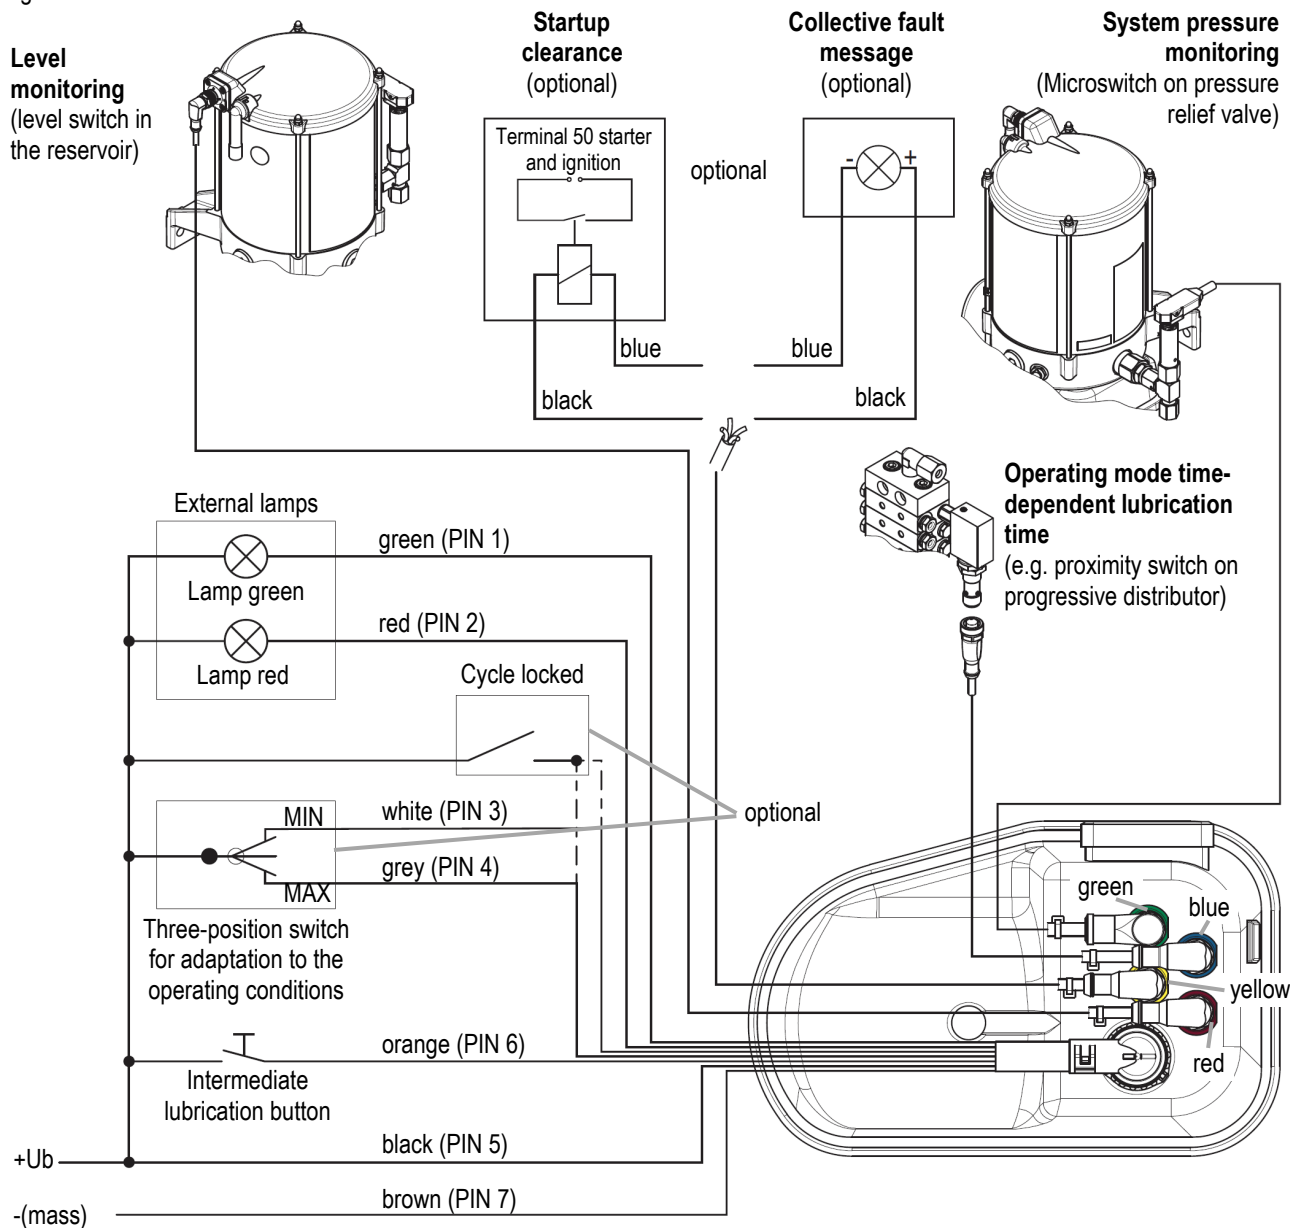 Level
monitoring
(level switch in
the reservoir)
Startup
clearance
(optional)
Collective fault
message
(optional)
System pressure
monitoring
(Microswitch on pressure
relief valve)
Terminal 50 starter
and ignition
optional
- +
blue
blue
black
black
Operating mode time-
dependent lubrication
time
(e.g. proximity switch on
progressive distributor)
External lamps
green (PIN 1)
Lamp green
red (PIN 2)
Lamp red
Cycle locked
optional
MIN
white (PIN 3)
grey (PIN 4)
MAX
Three-position switch
for adaptation to the
operating conditions
green
blue
yellow
red
orange (PIN 6)
Intermediate
lubrication button
+Ub
black (PIN 5)
-(mass)
brown (PIN 7)